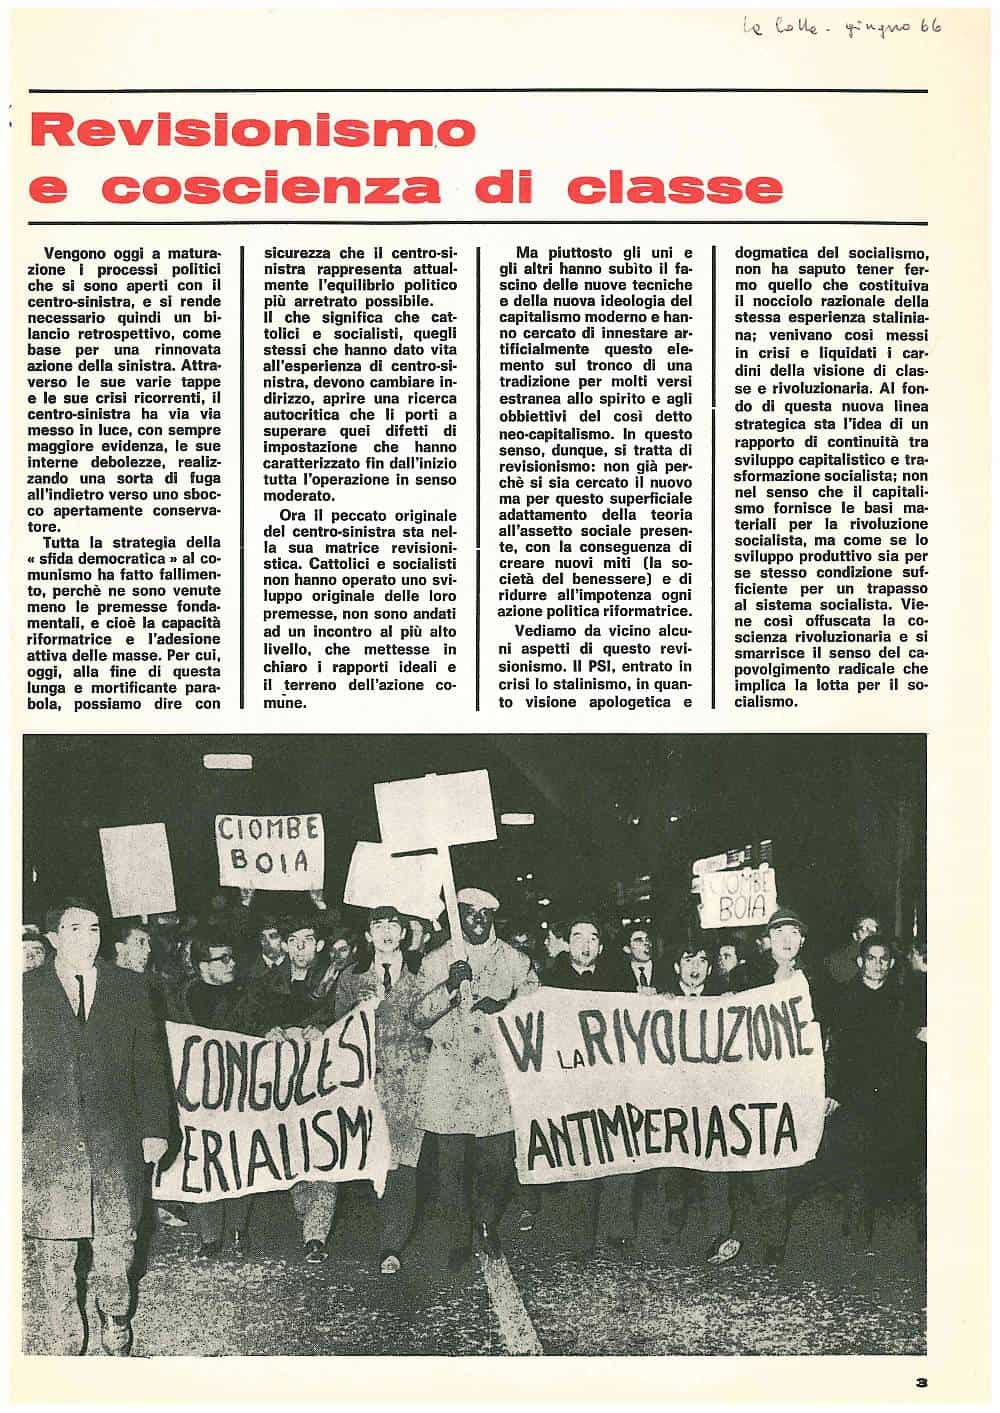 la lotta - giugno 66
Revisionismo
e coscienza di classe
Vengono oggi a matura-
zione i processi politici
che si sono aperti con il
centro-sinistra, e si rende
necessario quindi un bi-
lancio retrospettivo, come
base per una rinnovata
azione della sinistra. Attra-
verso le sue varie tappe
e le sue crisi ricorrenti, il
centro-sinistra ha via via
messo in luce, con sempre
maggiore evidenza, le sue
interne debolezze, realiz-
zando una sorta di fuga
all'indietro verso uno sboc-
co apertamente conserva-
tore.
Tutta la strategia della
« sfida democratica » al co-
munismo ha fatto fallimen-
to, perchè ne sono venute
meno le premesse fonda-
mentali, e cioè la capacità
riformatrice e l'adesione
attiva delle masse. Per cui,
oggi, alla fine di questa
lunga e mortificante para-
bola, possiamo dire con
sicurezza che il centro-si-
nistra rappresenta attual-
mente l'equilibrio politico
più arretrato possibile.
Il che significa che cat-
tolici e socialisti, quegli
stessi che hanno dato vita
all'esperienza di centro-si-
nistra, devono cambiare in-
dirizzo, aprire una ricerca
autocritica che li porti a
superare quei difetti di
impostazione che hanno
caratterizzato fin dall'inizio
tutta l'operazione in senso
moderato.
Ora il peccato originale
del centro-sinistra sta nel-
la sua matrice revisioni-
stica. Cattolici e socialisti
non hanno operato uno svi-
luppo originale delle loro
premesse, non sono andati
ad un incontro al più alto
livello, che mettesse in
chiaro i rapporti ideali e
il terreno dell'azione co-
mune.
Ma piuttosto gli uni e
gli altri hanno subìto il fa-
scino delle nuove tecniche
e della nuova ideologia del
capitalismo moderno e han-
no cercato di innestare ar-
tificialmente questo ele-
mento sul tronco di una
tradizione per molti versi
estranea allo spirito e agli
obbiettivi del così detto
neo-capitalismo. In questo
senso, dunque, si tratta di
revisionismo: non già per-
chè si sia cercato il nuovo
ma per questo superficiale
adattamento della teoria
all'assetto sociale presen-
te, con la conseguenza di
creare nuovi miti (la so-
cietà del benessere) e di
ridurre all'impotenza ogni
azione politica riformatrice.
Vediamo da vicino alcu-
ni aspetti di questo revi-
sionismo. Il PSI, entrato in
crisi lo stalinismo, in quan-
to visione apologetica e
dogmatica del socialismo,
non ha saputo tener fer-
mo quello che costituiva
il nocciolo razionale della
stessa esperienza stalinia-
na; venivano così messi
in crisi e liquidati i car-
dini della visione di clas-
se e rivoluzionaria. Al fon-
do di questa nuova linea
strategica sta l'idea di un
rapporto di continuità tra
sviluppo capitalistico e tra-
sformazione socialista; non
nel senso che il capitali-
smo fornisce le basi ma-
teriali per la rivoluzione
socialista, ma come se lo
sviluppo produttivo sia per
se stesso condizione suf-
ficiente per un trapasso
al sistema socialista. Vie-
ne così offuscata la co-
scienza rivoluzionaria e si
smarrisce il senso del ca-
povolgimento radicale che
implica la lotta per il so-
cialismo.
CIOMBE
BOIA
CIOMBE
BOIA
CONGOLESI
ERIALISM
W LA RIVOLUZIONE
ANTIMPERIASTA
3